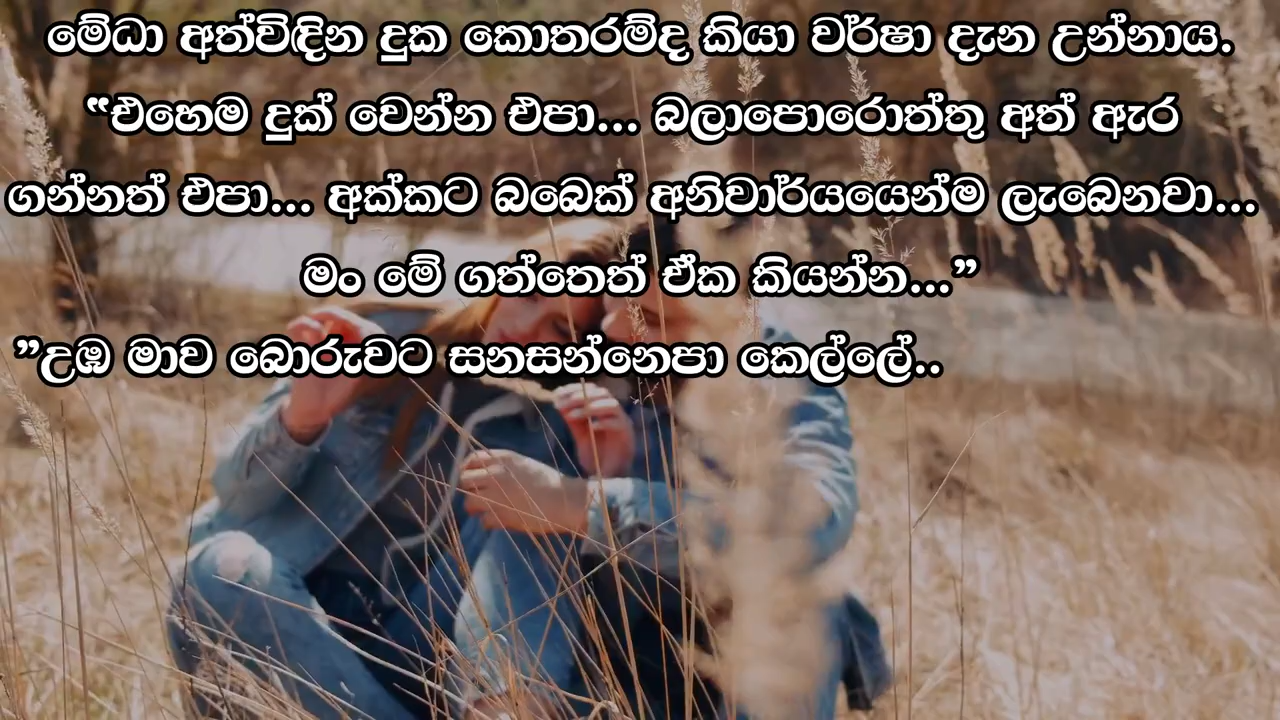 මේධා අත්විඳින දුක කොතරම්ද කියා වර්ෂා දැන උන්නාය.
“එහෙම දුක් වෙන්න එපා... බලාපොරොත්තු අත් ඇර
ගන්නත් එපා... අක්කට බබෙක් අනිවාර්යයෙන්ම ලැබෙනවා...
මං මේ ගත්තෙත් ඒක කියන්න...”
”උඹ මාව බොරුවට සනසන්නෙපා කෙල්ලේ..